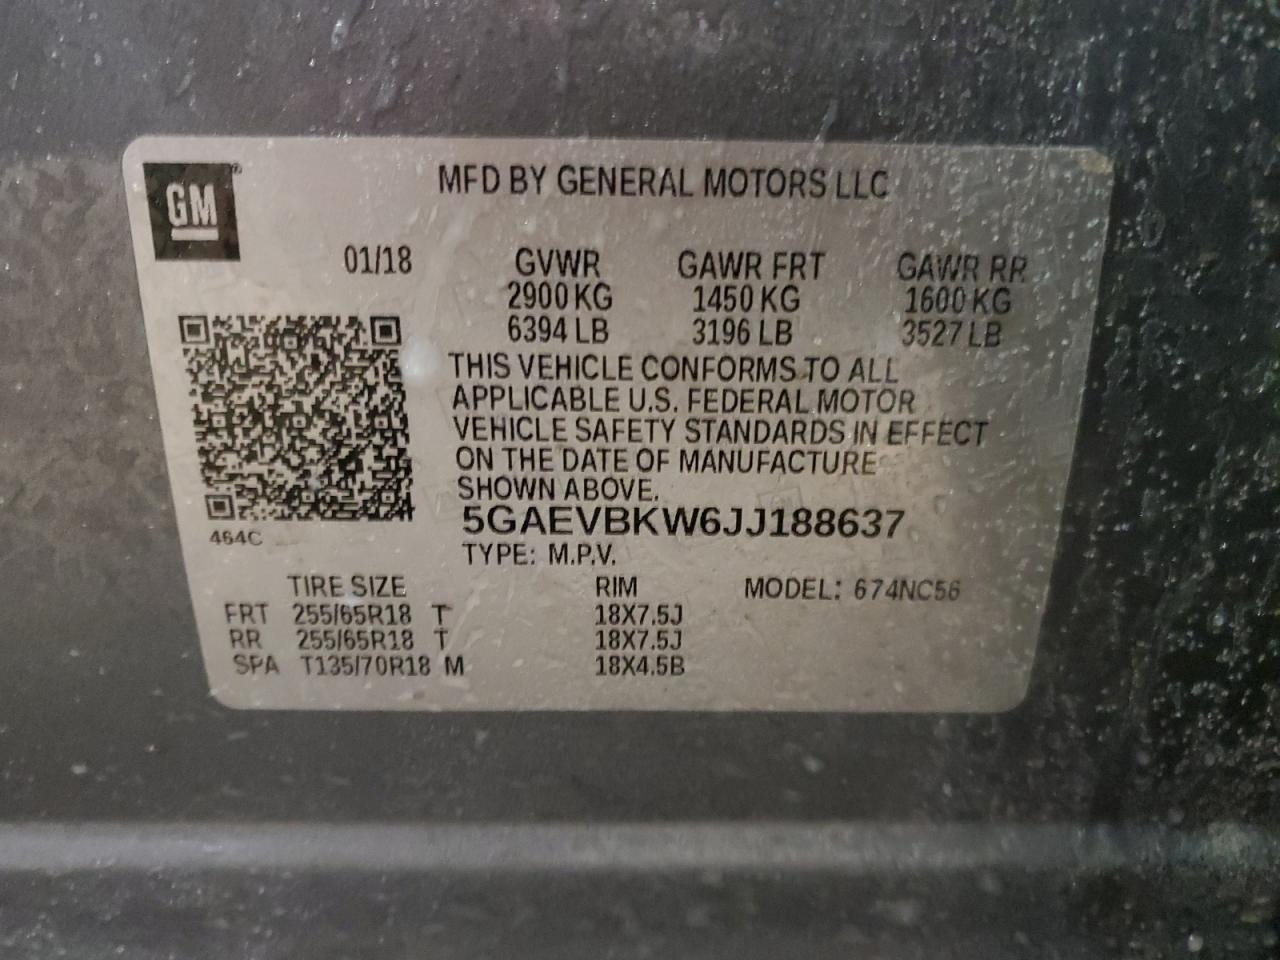 GM
MFD BY GENERAL MOTORS LLC
01/18 GVWR GAWR FRT GAWR RR
2900 KG 1450 KG 1600 KG
6394 LB 3196 LB 3527 LB
THIS VEHICLE CONFORMS TO ALL
APPLICABLE U.S. FEDERAL MOTOR
VEHICLE SAFETY STANDARDS IN EFFECT
ON THE DATE OF MANUFACTURE
SHOWN ABOVE.
5GAEVBKW6JJ188637
464C
TYPE: M.P.V.
TIRE SIZE RIM MODEL: 674NC56
FRT 255/65R18 T 18X7.5J
RR 255/65R18 T 18X7.5J
SPA T135/70R18 M 18X4.5B